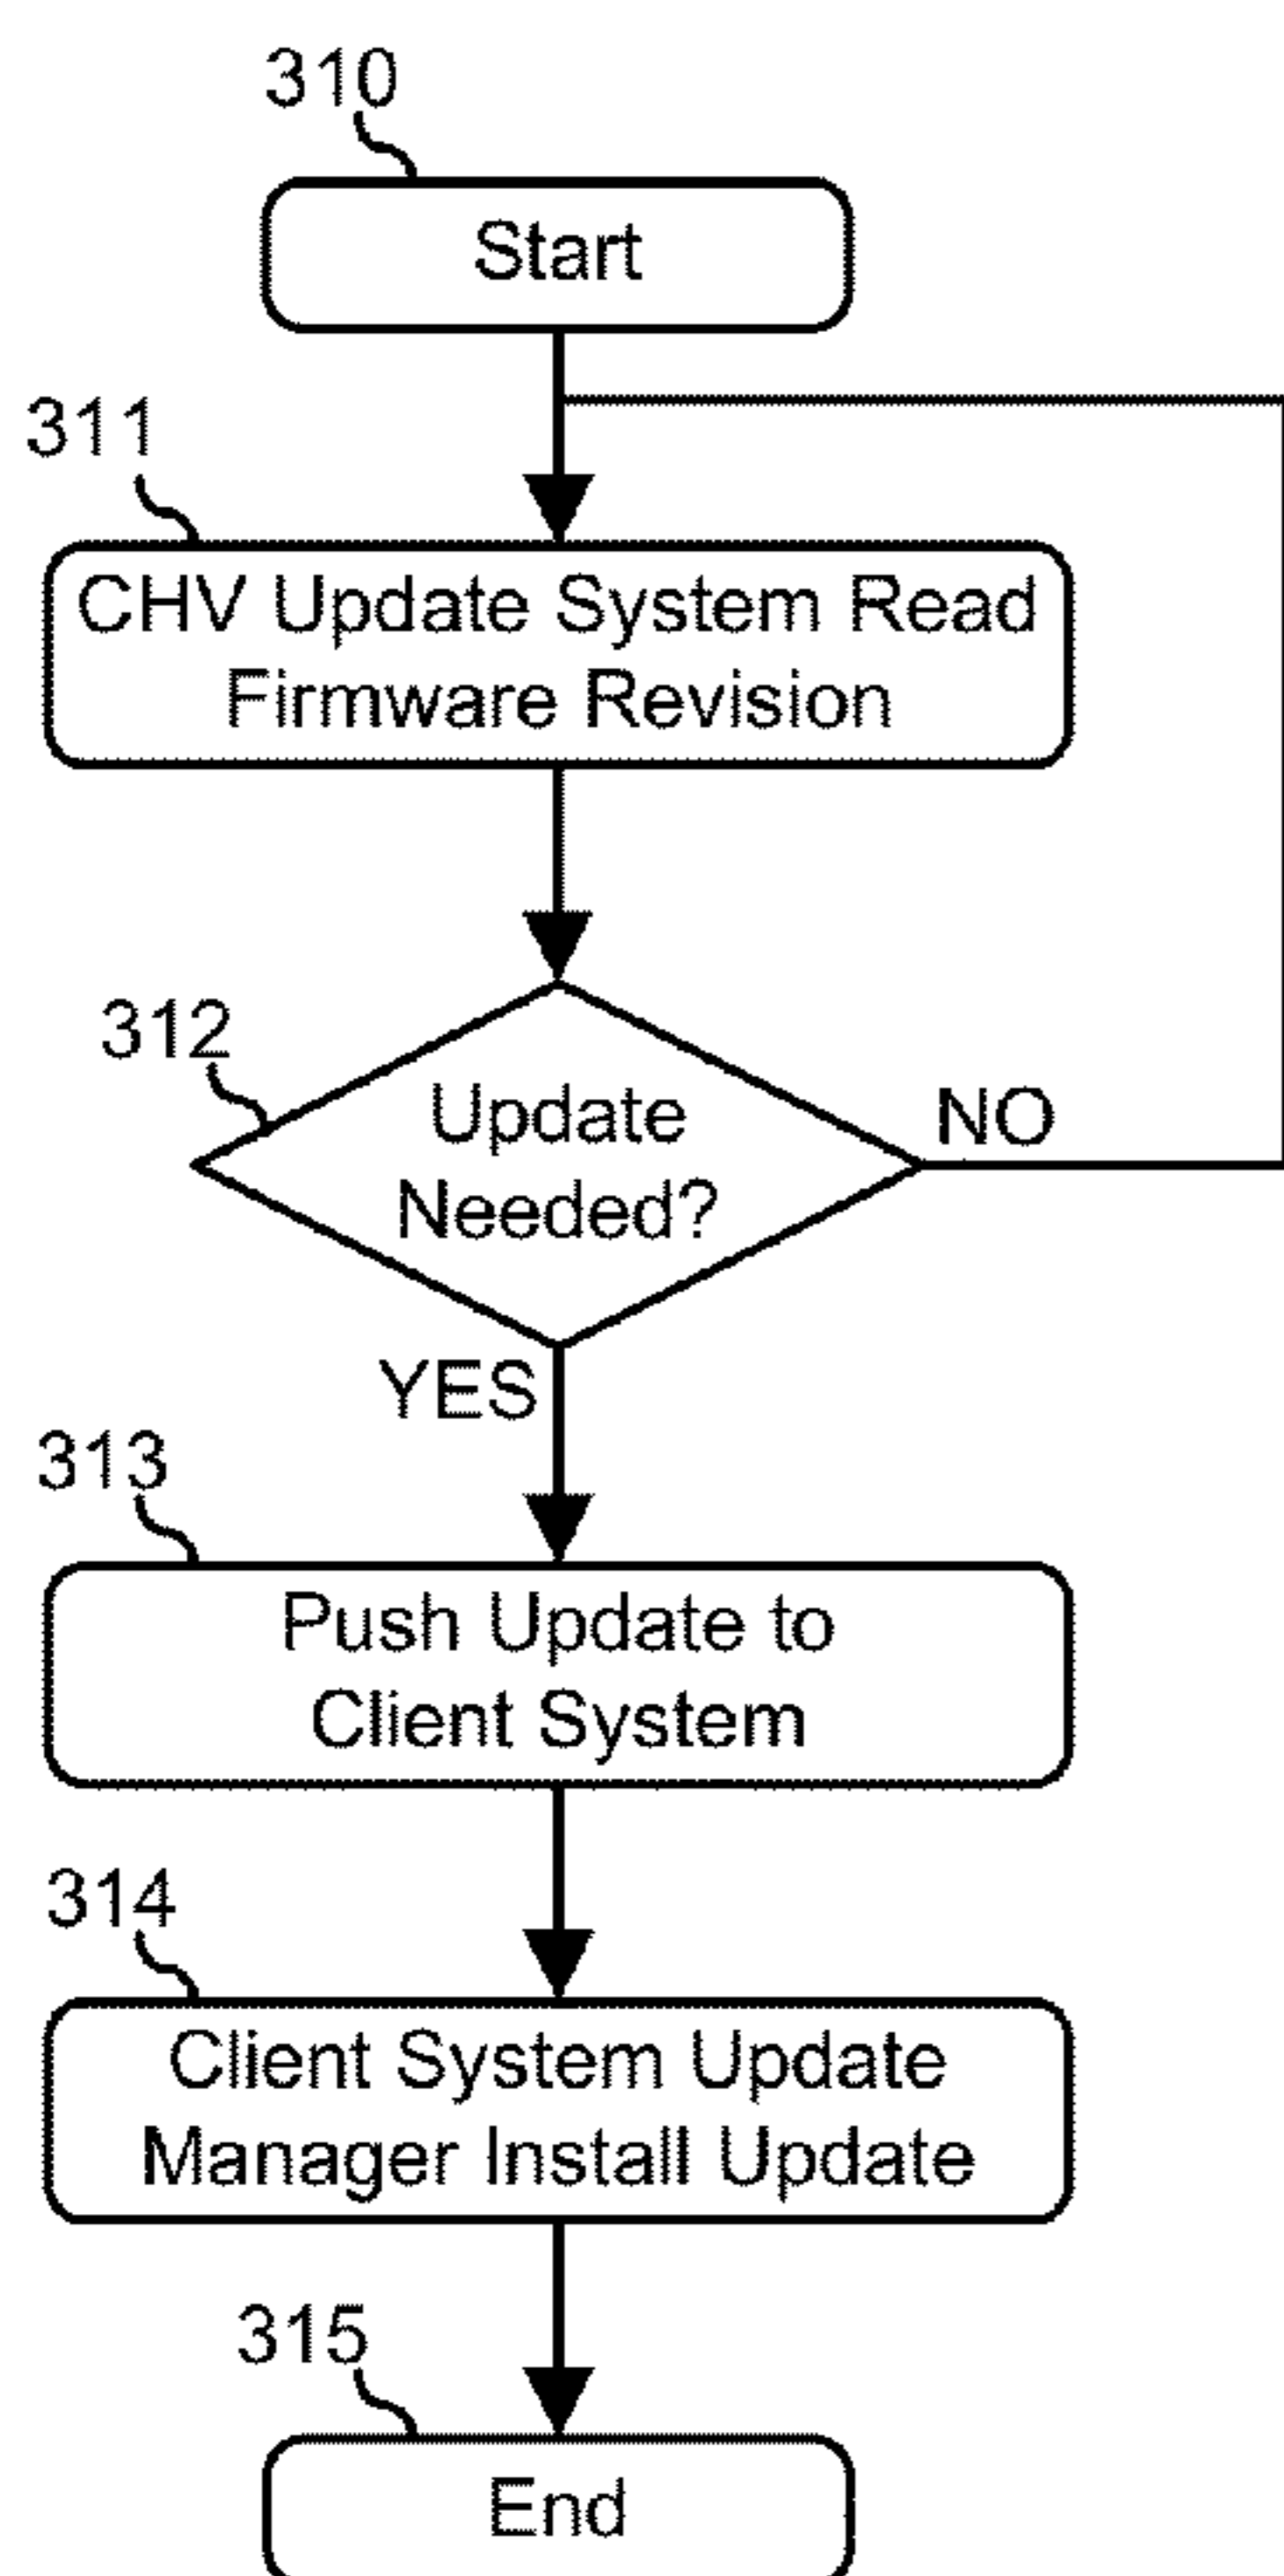 310
Start
311
CHV Update System Read
Firmware Revision
312
Update
Needed?
NO
YES
313
Push Update to
Client System
314
Client System Update
Manager Install Update
315
End